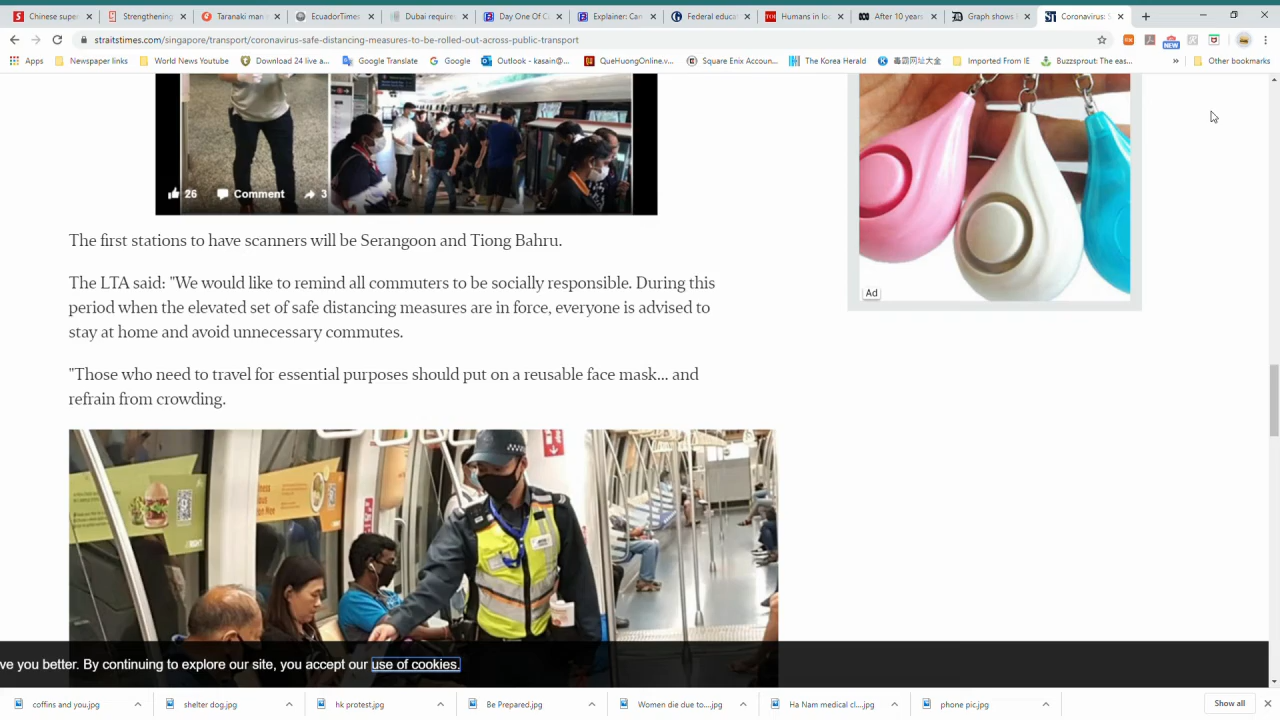 Chinese super
Strengthening
Taranaki man
EcuadorTimes
Dubai require
Day One Of C
Explainer: Can
Federal educa
Humans in lo
After 10 years
Graph shows
Coronavirus: S
straitstimes.com/singapore/transport/coronavirus-safe-distancing-measures-to-be-rolled-out-across-public-transport
NEW
Apps
Newspaper links
World News Youtube
Download 24 live a...
Google Translate
Google
Outlook - kasain@...
QueHuongOnline.v...
Square Enix Accoun...
The Korea Herald
Imported From IE
Buzzsprout: The eas...
Other bookmarks
26 Comment 3
The first stations to have scanners will be Serangoon and Tiong Bahru.
The LTA said: "We would like to remind all commuters to be socially responsible. During this
period when the elevated set of safe distancing measures are in force, everyone is advised to
stay at home and avoid unnecessary commutes.
"Those who need to travel for essential purposes should put on a reusable face mask... and
refrain from crowding.
Ad
ve you better. By continuing to explore our site, you accept our use of cookies.
coffins and you.jpg
shelter dog.jpg
hk protest.jpg
Be Prepared.jpg
Women die due to....jpg
Ha Nam medical cl....jpg
phone pic.jpg
Show all